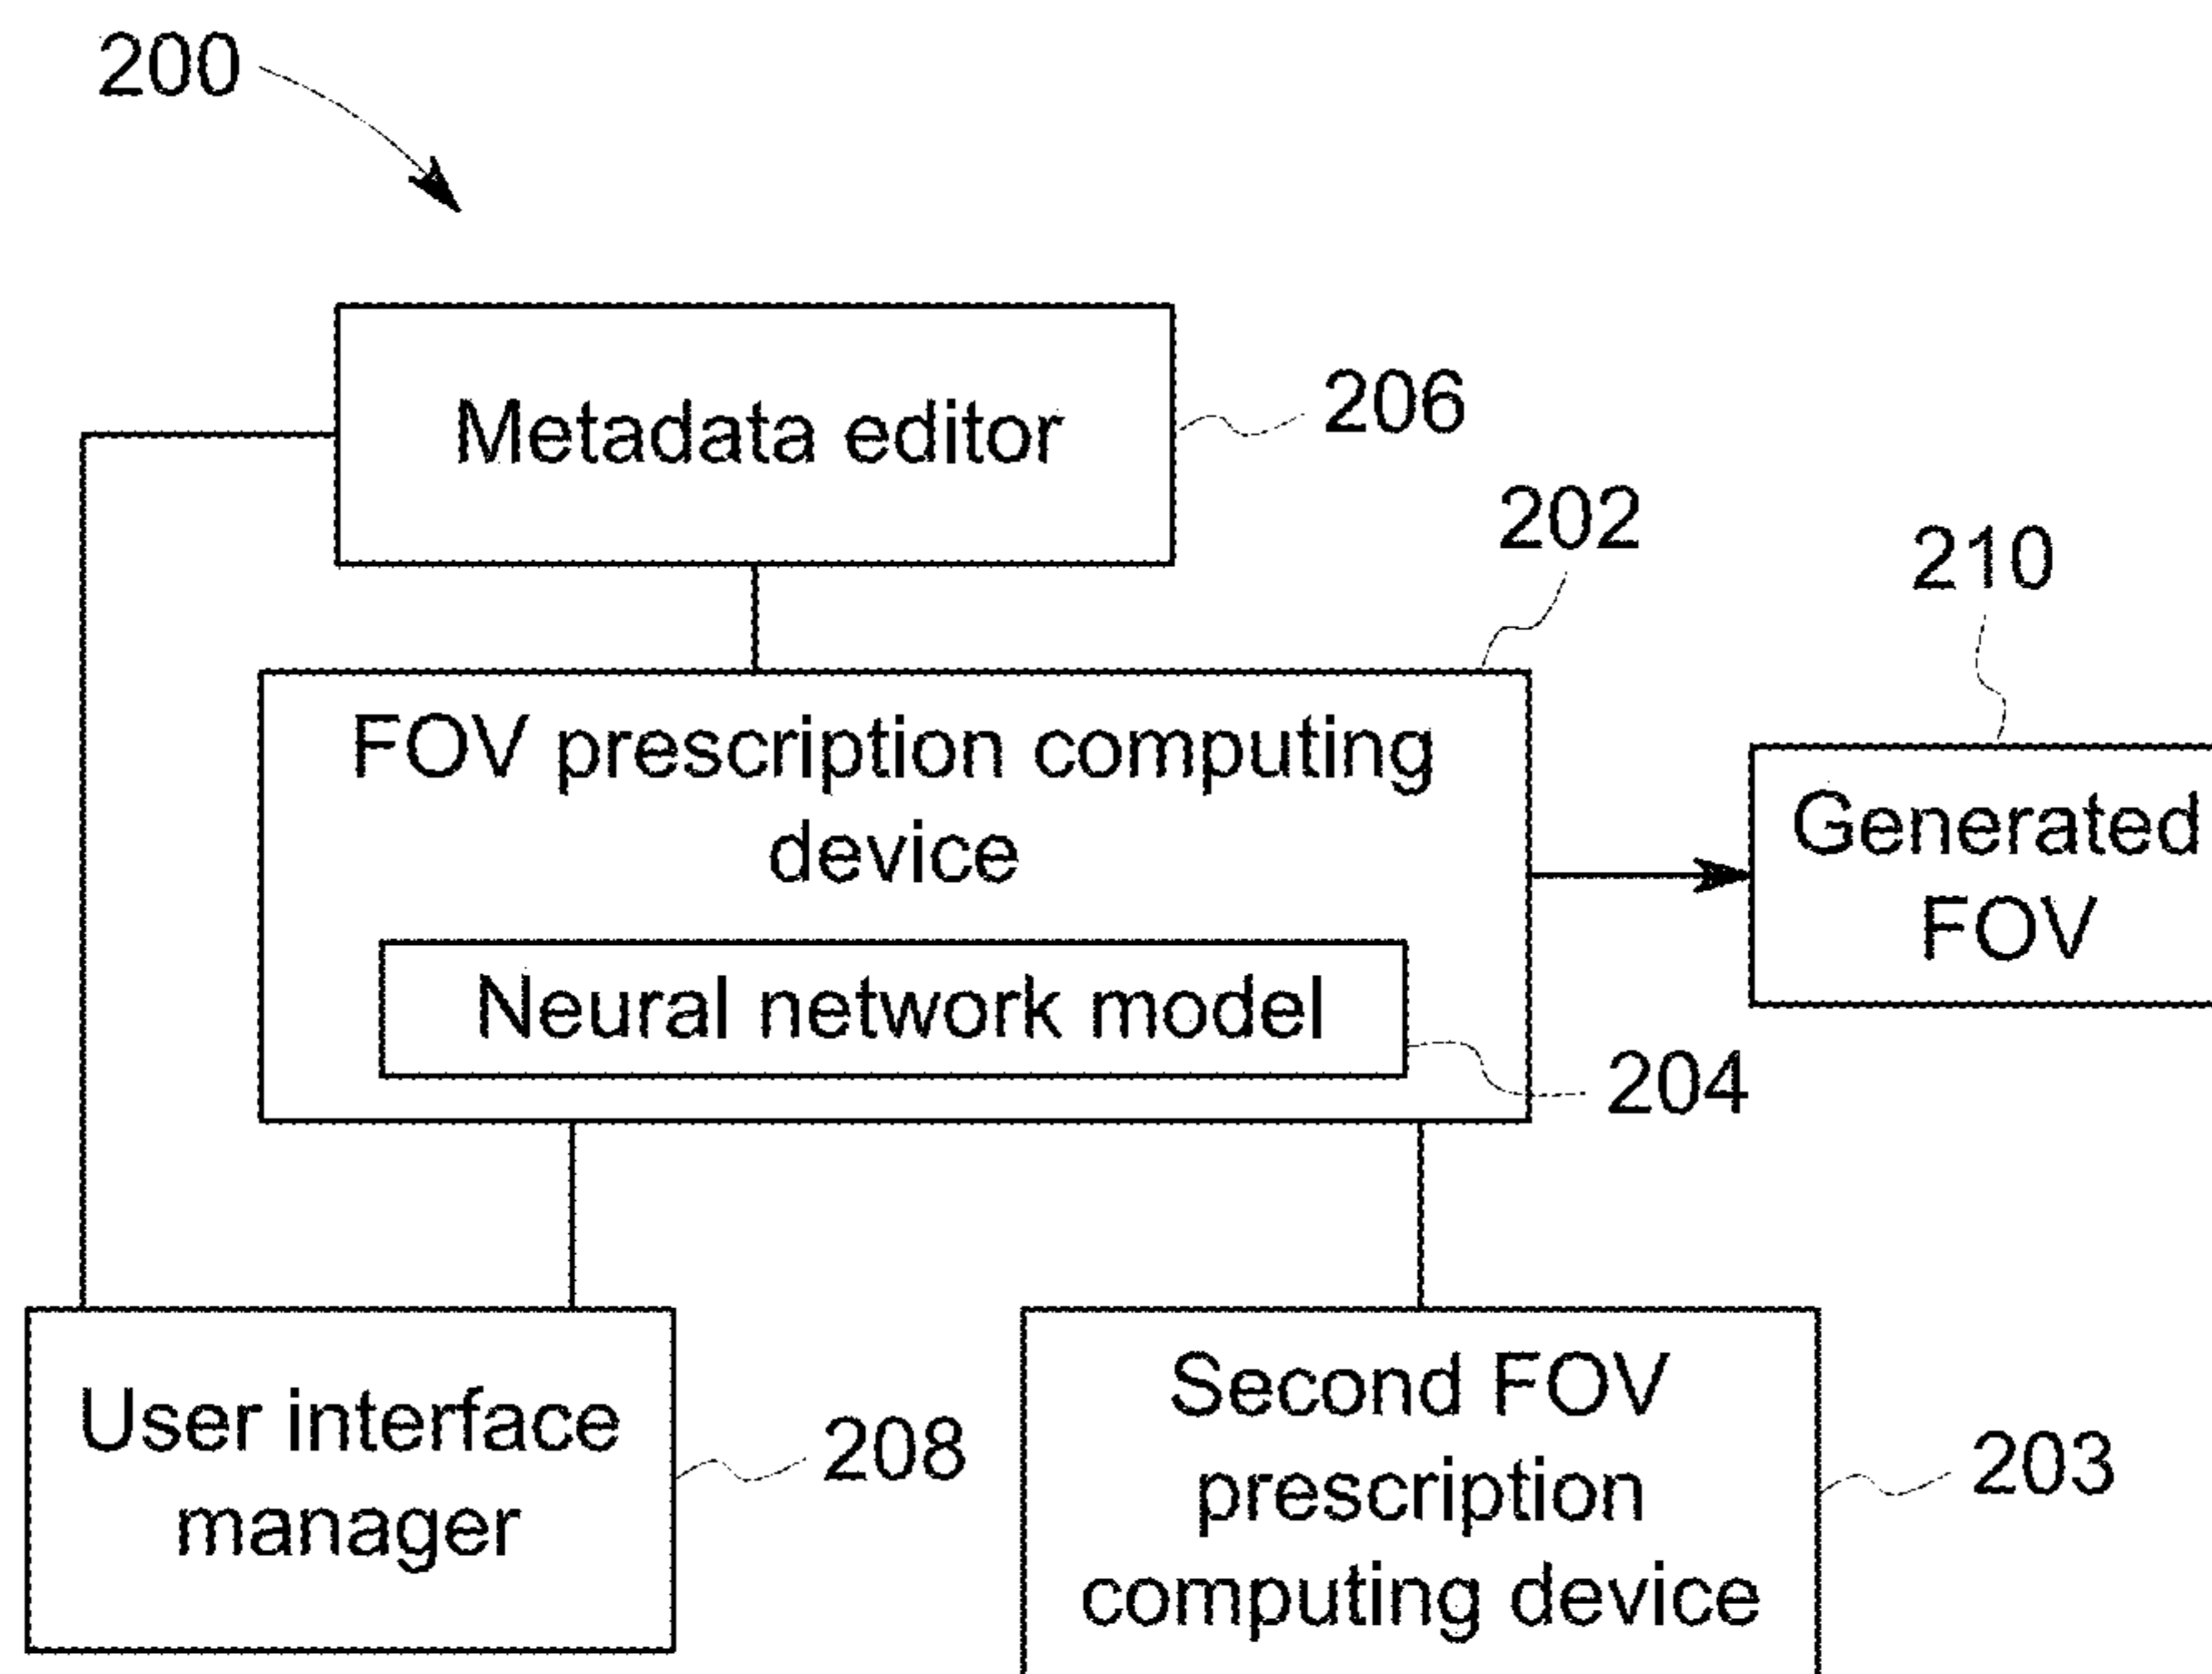 200
Metadata editor
206
202
210
FOV prescription computing
device
Generated
FOV
Neural network model
204
User interface
manager
208
Second FOV
prescription
computing device
203